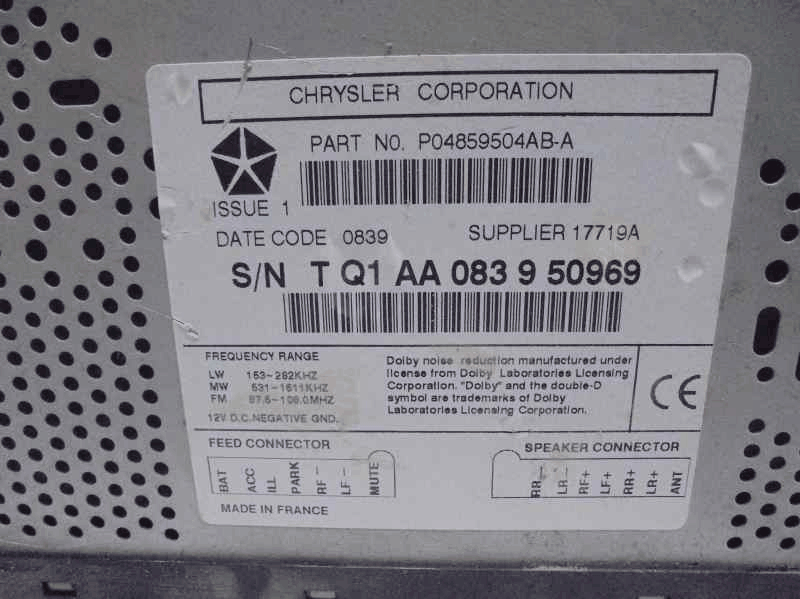 CHRYSLER CORPORATION
PART NO. P04859504AB-A
ISSUE 1
DATE CODE 0839 SUPPLIER 17719A
S/N T Q1 AA 083 9 50969
FREQUENCY RANGE
LW 153~282KHZ
MW 531~1611KHZ
FM 87.5~108.0MHZ
12V D.C.NEGATIVE GND.
Dolby noise reduction manufactured under
license from Dolby Laboratories Licensing
Corporation. "Dolby" and the double-D
symbol are trademarks of Dolby
Laboratories Licensing Corporation.
CE
FEED CONNECTOR
BAT ACC ILL PARK RF - LF - MUTE
SPEAKER CONNECTOR
RR - LR - RF+ LF+ RR+ LR+ ANT
MADE IN FRANCE